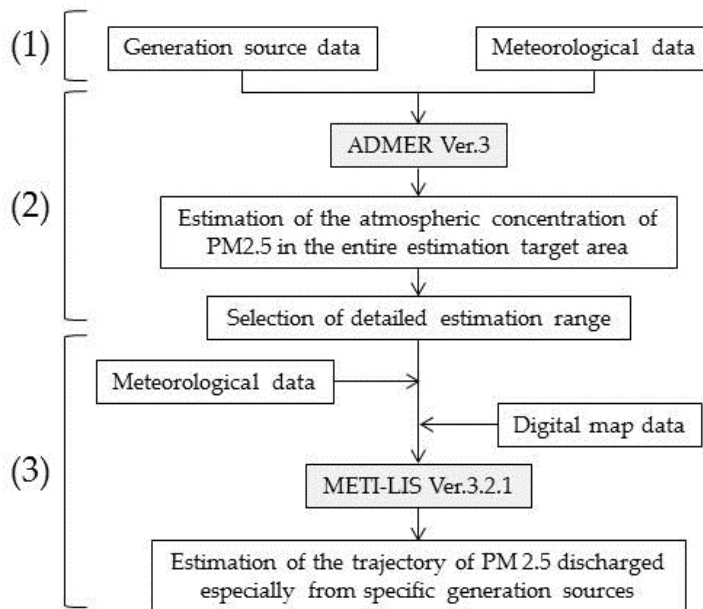 (1)
Generation source data
Meteorological data
(2)
ADMER Ver.3
Estimation of the atmospheric concentration of
PM2.5 in the entire estimation target area
Selection of detailed estimation range
(3)
Meteorological data
Digital map data
METI-LIS Ver.3.2.1
Estimation of the trajectory of PM 2.5 discharged
especially from specific generation sources